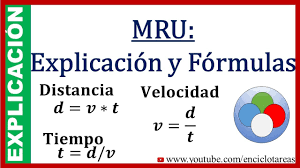 EXPLICACIÓN
MRU:
Explicación y Fórmulas
Distancia
d = v * t
Velocidad
v = d/t
Tiempo
t = d/v
www.youtube.com/enciclotareas